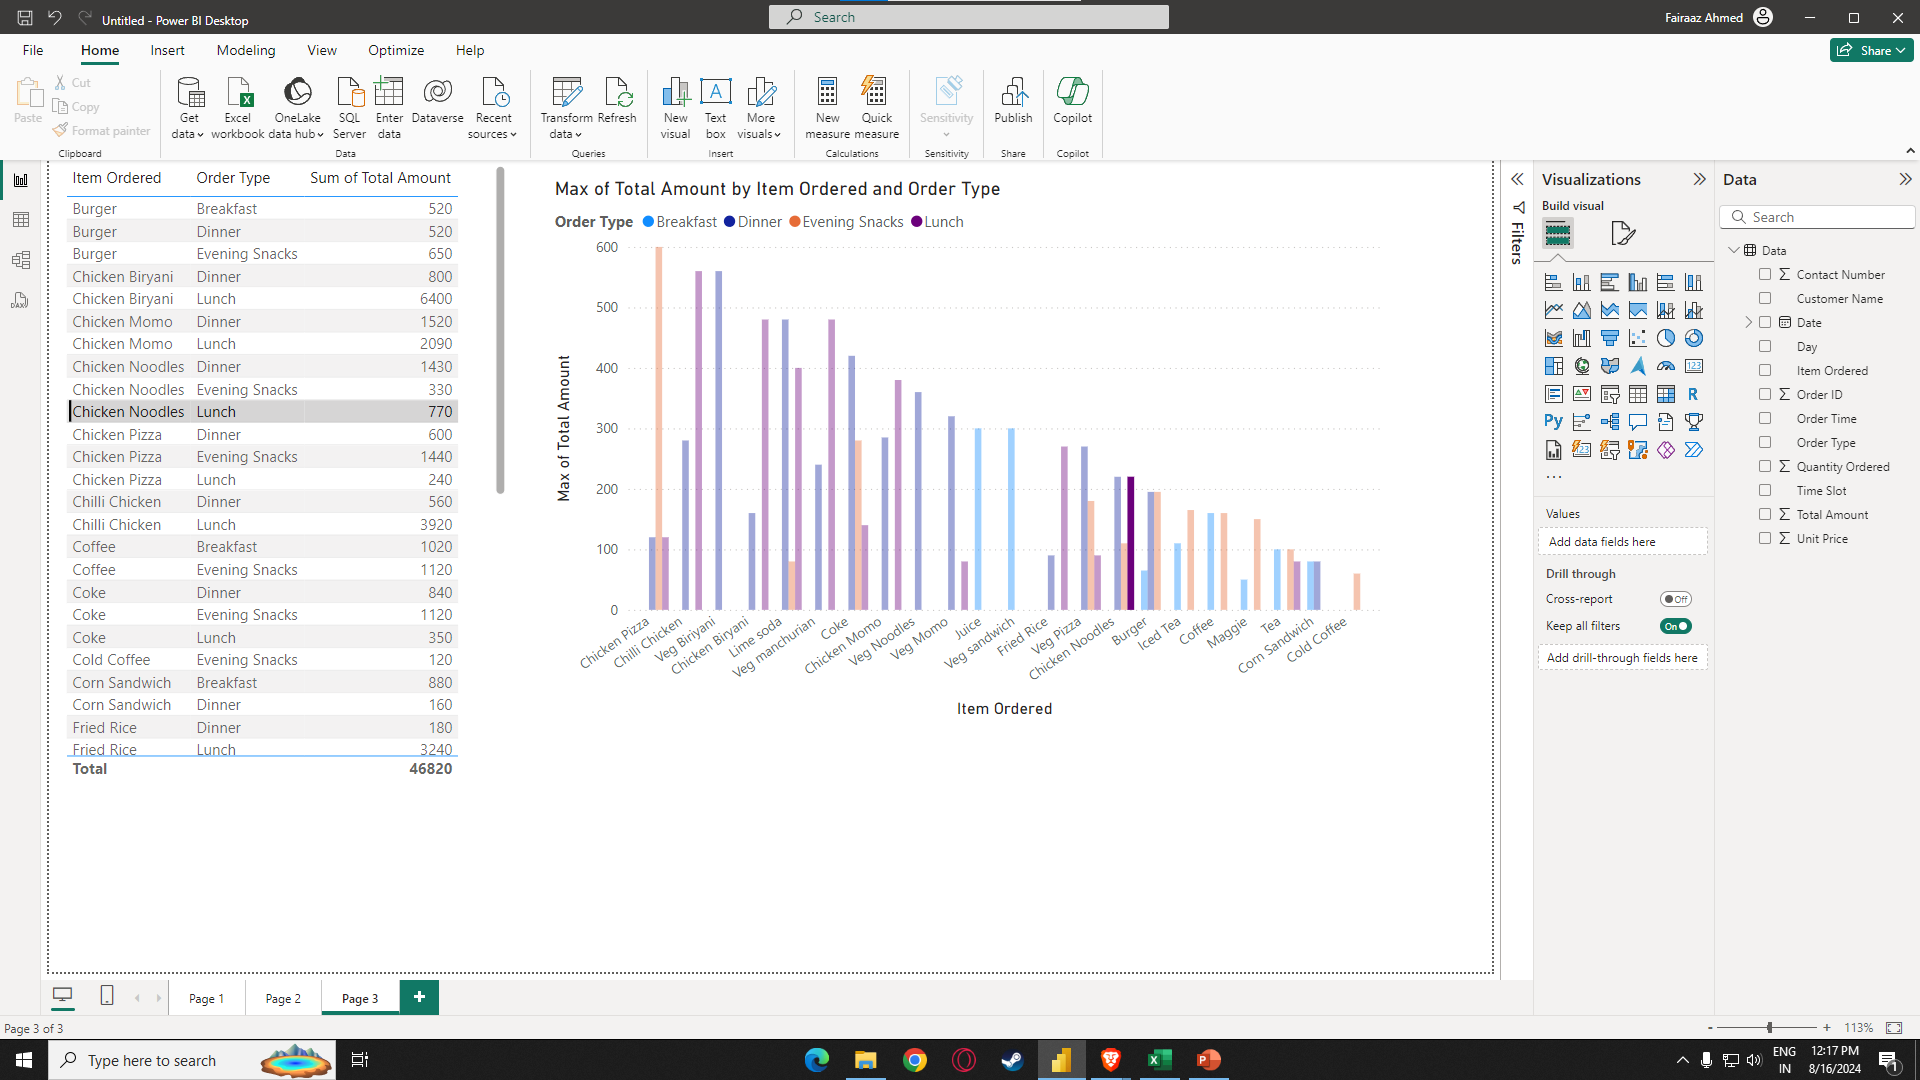 Untitled - Power BI Desktop
Search
Fairaaz Ahmed
File Home Insert Modeling View Optimize Help
Share
Paste
Cut
Copy
Format painter
Clipboard
Get data
Excel workbook
OneLake data hub
SQL Server
Enter data
Dataverse
Recent sources
Data
Transform data
Refresh
Queries
New visual
Text box
More visuals
Insert
New measure
Quick measure
Calculations
Sensitivity
Sensitivity
Publish
Share
Copilot
Copilot
Item Ordered Order Type Sum of Total Amount
Burger Breakfast 520
Burger Dinner 520
Burger Evening Snacks 650
Chicken Biryani Dinner 800
Chicken Biryani Lunch 6400
Chicken Momo Dinner 1520
Chicken Momo Lunch 2090
Chicken Noodles Dinner 1430
Chicken Noodles Evening Snacks 330
Chicken Noodles Lunch 770
Chicken Pizza Dinner 600
Chicken Pizza Evening Snacks 1440
Chicken Pizza Lunch 240
Chilli Chicken Dinner 560
Chilli Chicken Lunch 3920
Coffee Breakfast 1020
Coffee Evening Snacks 1120
Coke Dinner 840
Coke Evening Snacks 1120
Coke Lunch 350
Cold Coffee Evening Snacks 120
Corn Sandwich Breakfast 880
Corn Sandwich Dinner 160
Fried Rice Dinner 180
Fried Rice Lunch 3240
Total 46820
Max of Total Amount by Item Ordered and Order Type
Order Type Breakfast Dinner Evening Snacks Lunch
Max of Total Amount
600
500
400
300
200
100
0
Chicken Pizza
Chilli Chicken
Veg Biriyani
Chicken Biryani
Lime soda
Veg manchurian
Coke
Chicken Momo
Veg Noodles
Veg Momo
Juice
Veg sandwich
Fried Rice
Veg Pizza
Chicken Noodles
Burger
Iced Tea
Coffee
Maggie
Tea
Corn Sandwich
Cold Coffee
Item Ordered
Filters
Visualizations
Build visual
123
R
Py
123
...
Values
Add data fields here
Drill through
Cross-report Off
Keep all filters On
Add drill-through fields here
Data
Search
Data
Contact Number
Customer Name
Date
Day
Item Ordered
Order ID
Order Time
Order Type
Quantity Ordered
Time Slot
Total Amount
Unit Price
Page 1 Page 2 Page 3 +
Page 3 of 3
- + 113%
Type here to search
ENG
IN
12:17 PM
8/16/2024
1